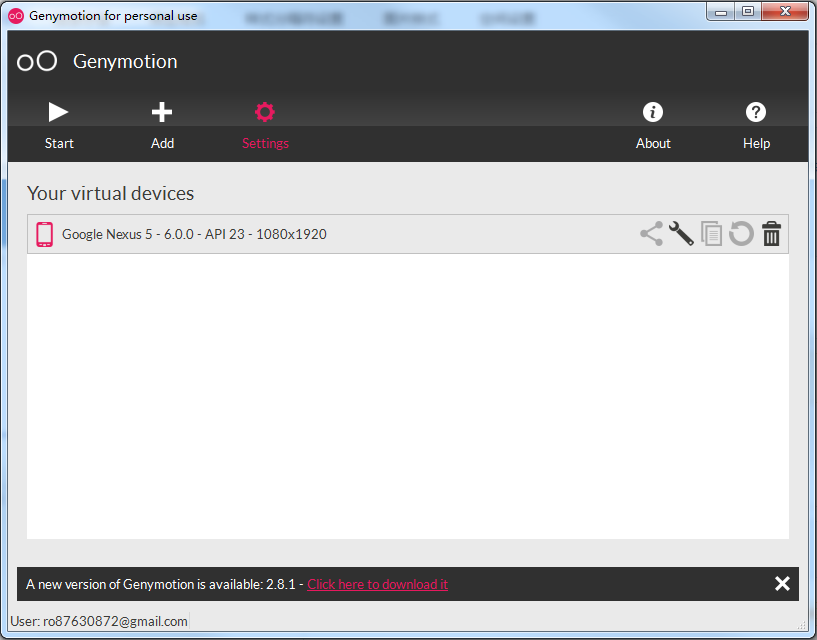 Genymotion for personal use
Genymotion
Start Add Settings About Help
Your virtual devices
Google Nexus 5 - 6.0.0 - API 23 - 1080x1920
A new version of Genymotion is available: 2.8.1 - Click here to download it
User: ro87630872@gmail.com